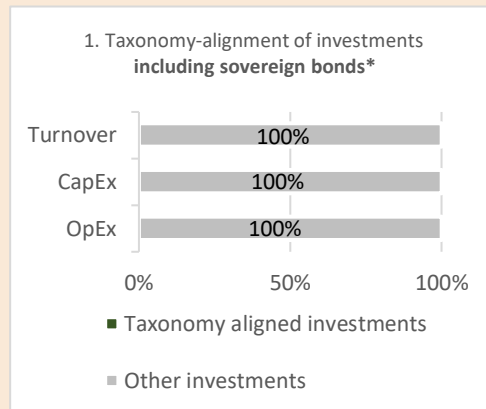 1. Taxonomy-alignment of investments
including sovereign bonds*
Turnover 100%
CapEx 100%
OpEx 100%
0% 50% 100%
Taxonomy aligned investments
Other investments